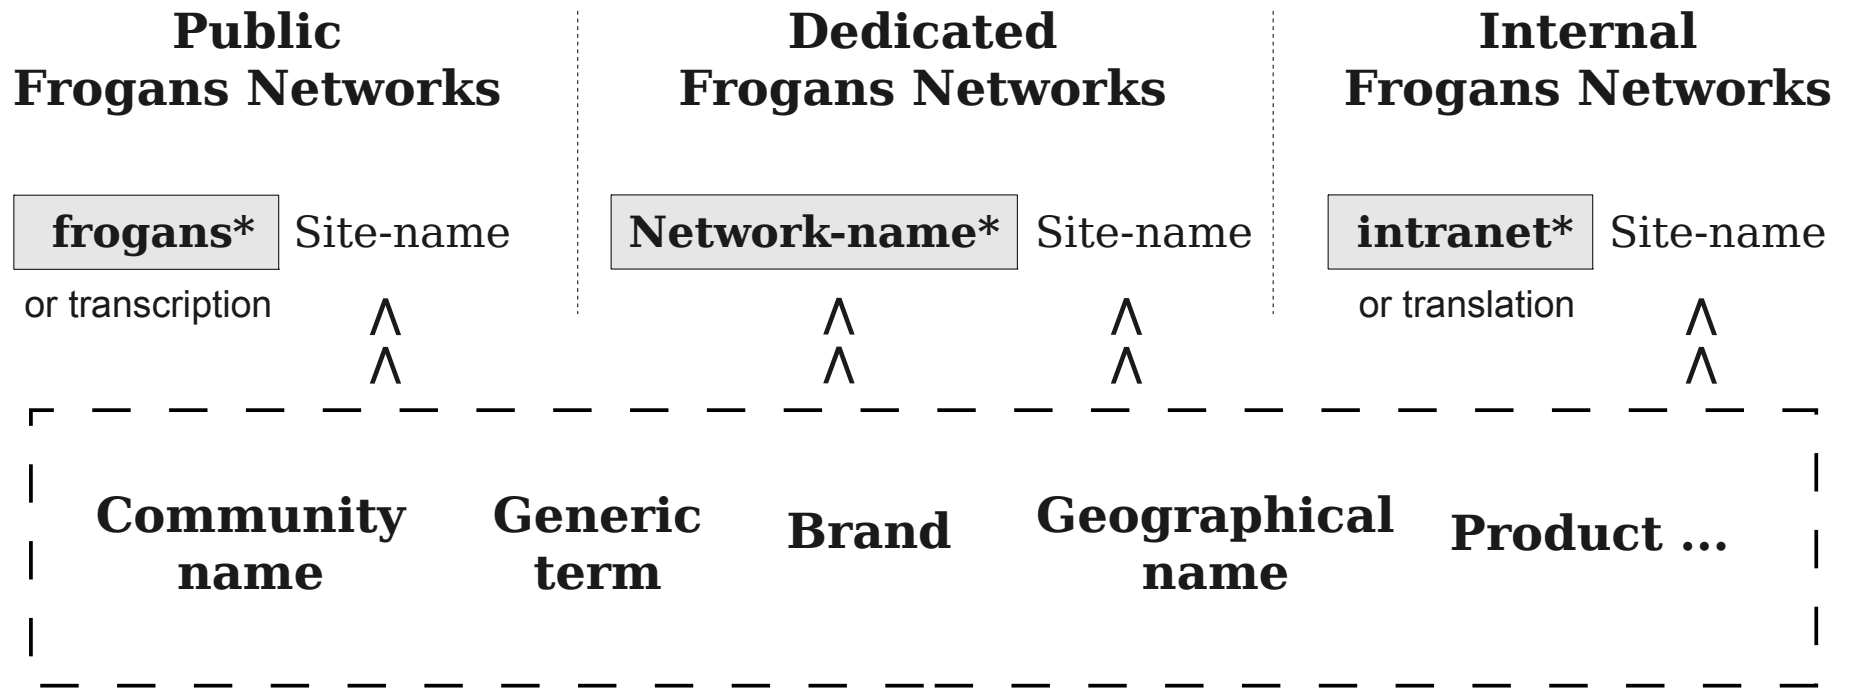 Public
Frogans Networks
Dedicated
Frogans Networks
Internal
Frogans Networks
frogans* Site-name
or transcription
Network-name* Site-name
intranet* Site-name
or translation
Community
name
Generic
term
Brand
Geographical
name
Product ...